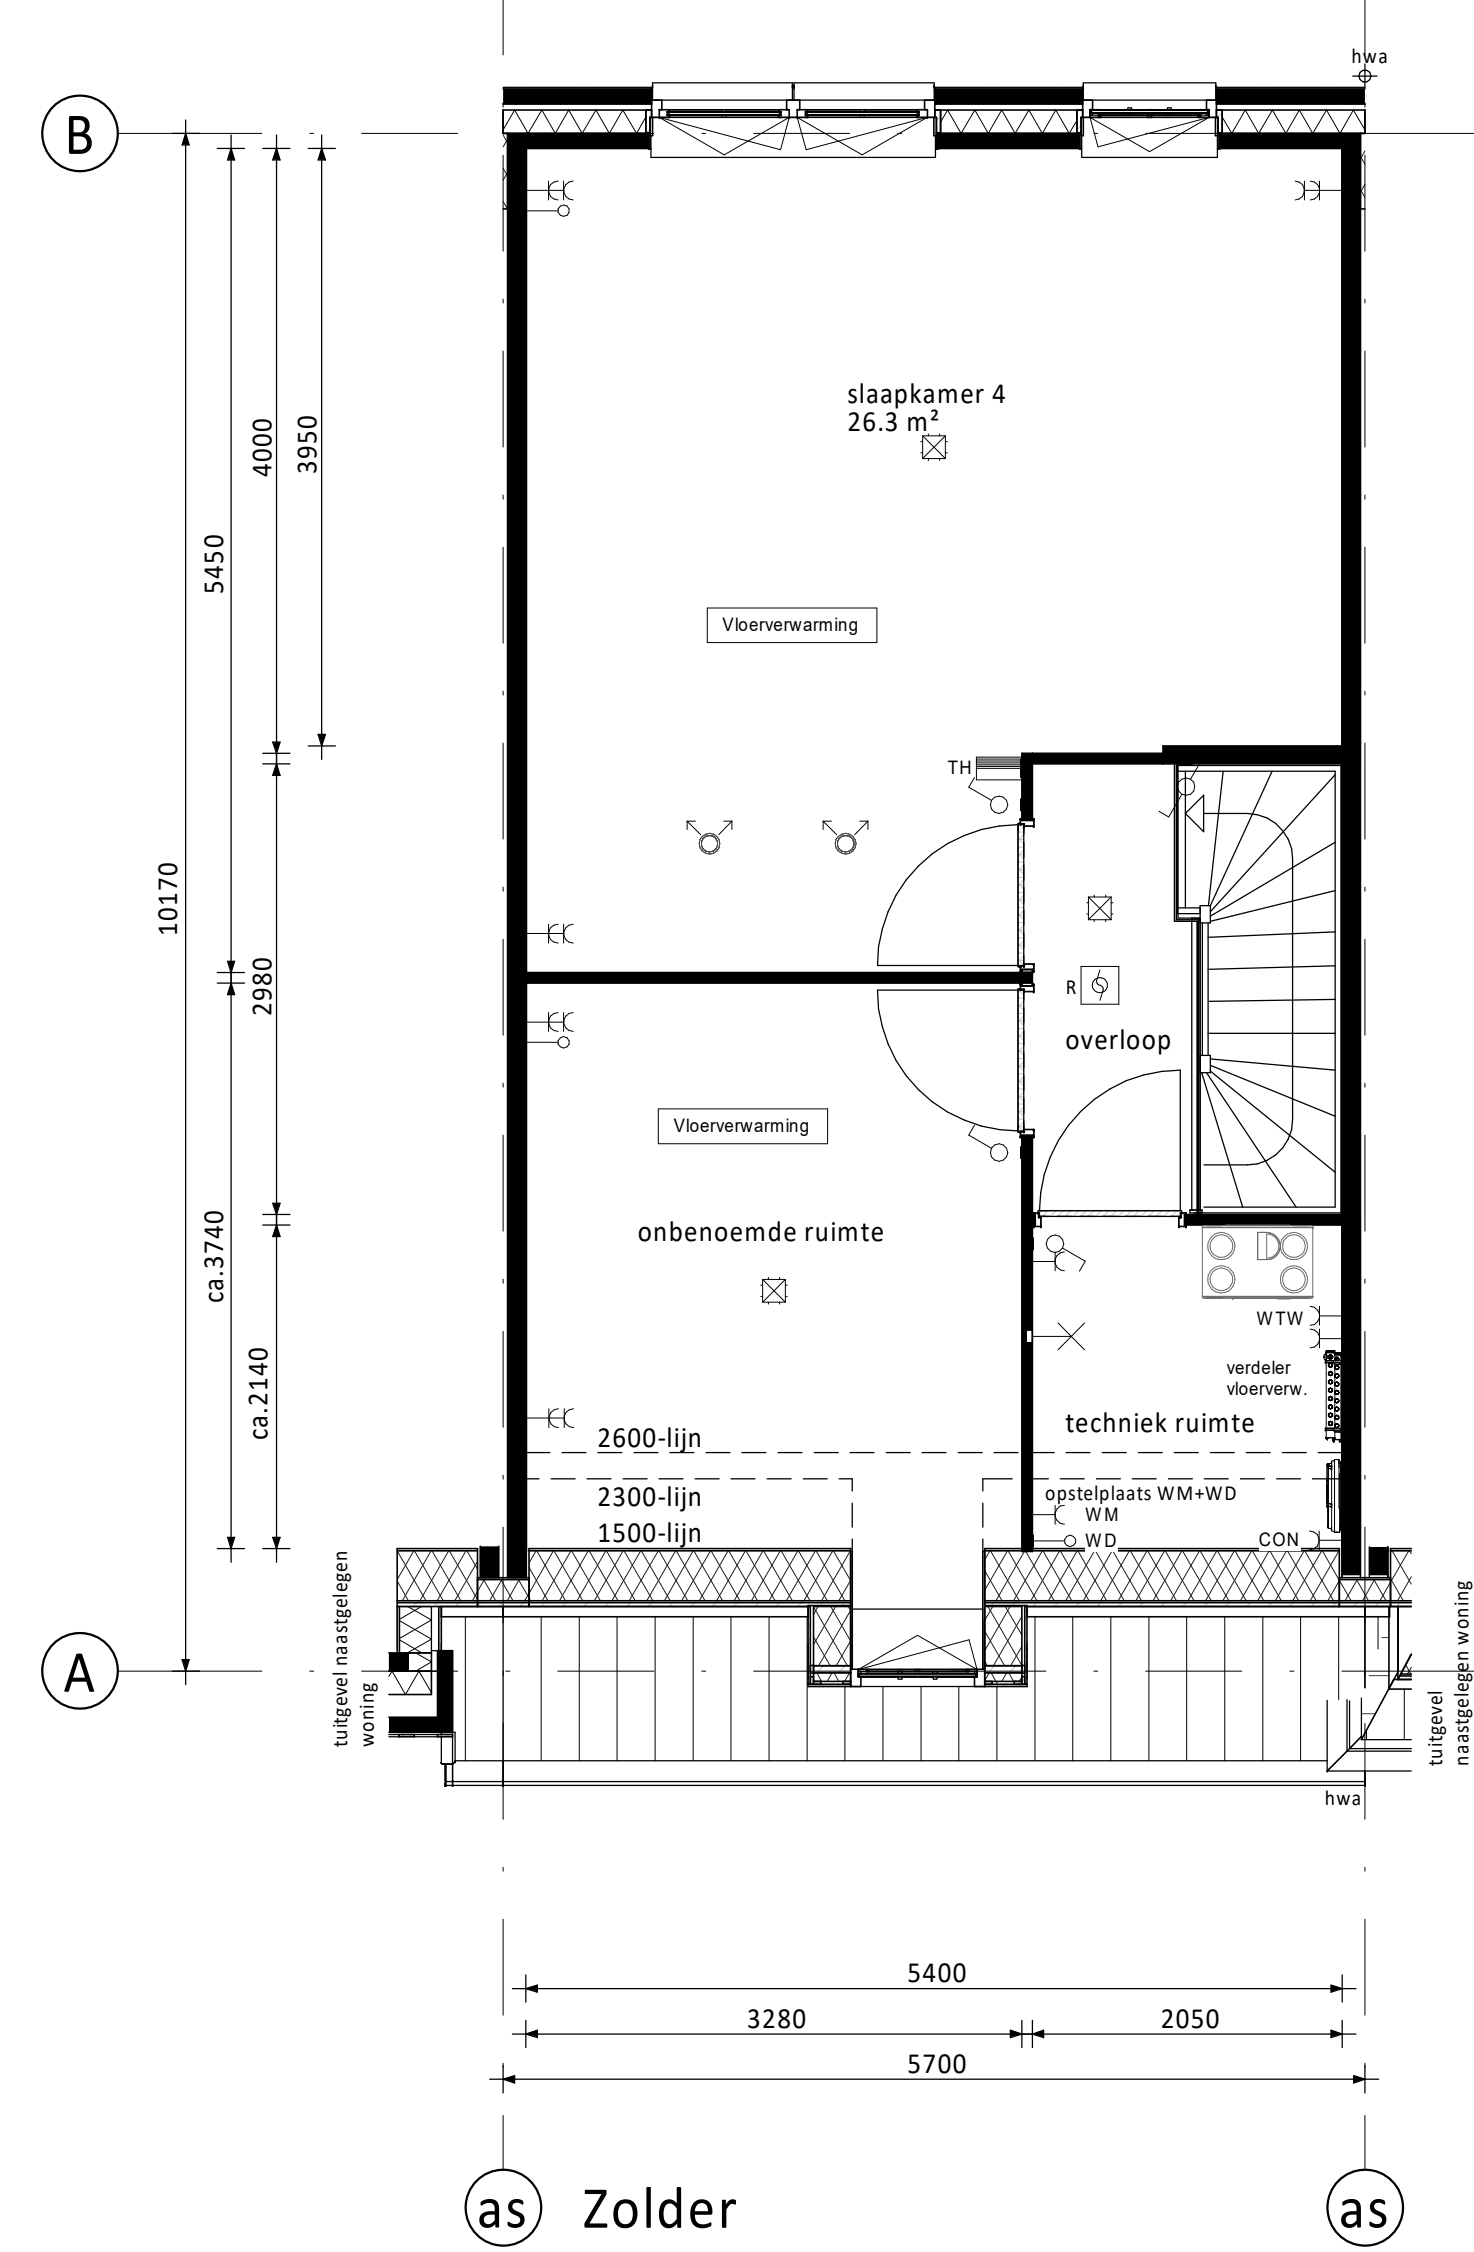 hwa
B
slaapkamer 4
26.3 m²
4000
3950
5450
Vloerverwarming
TH
10170
2980
R
overloop
Vloerverwarming
onbenoemde ruimte
ca.3740
WTW
verdeler
vloerverw.
ca.2140
techniek ruimte
2600-lijn
2300-lijn
opstelplaats WM+WD
WM
1500-lijn
WD
CON
tuitgevel naastgelegen
woning
tuitgevel
naastgelegen woning
A
hwa
5400
3280
2050
5700
as
Zolder
as